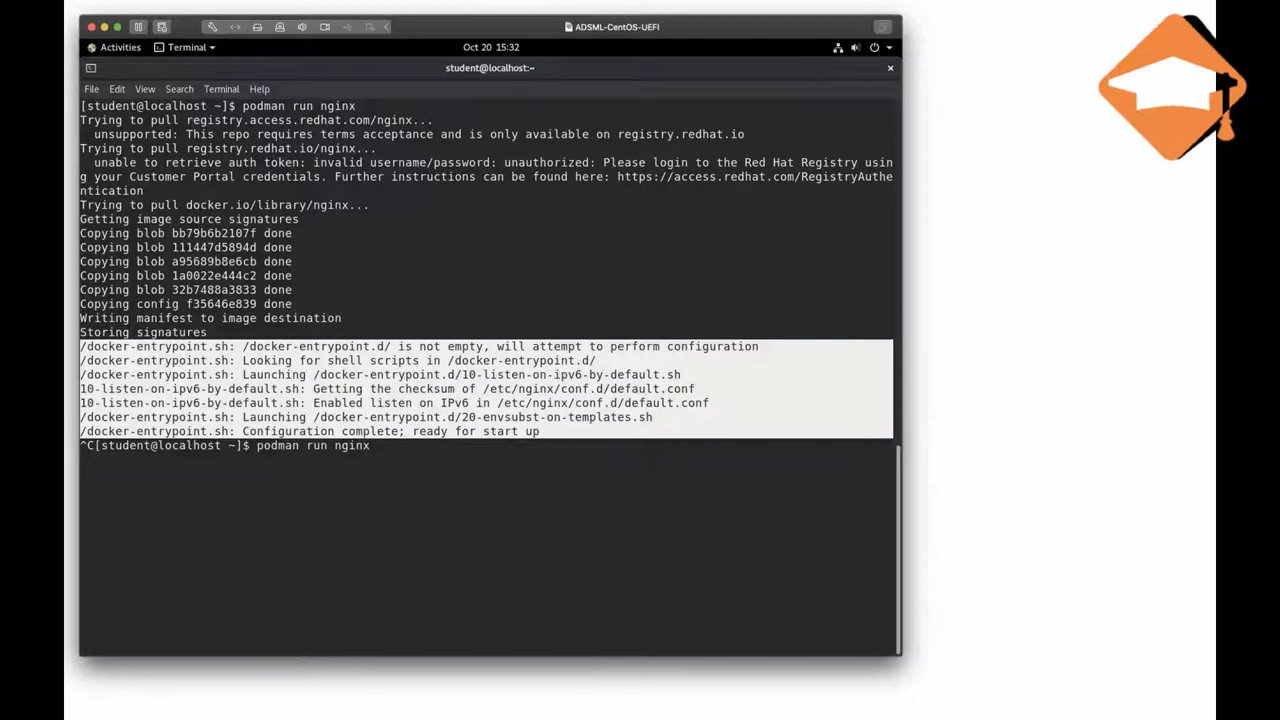 ADSML-CentOS-UEFI
Activities Terminal Oct 20 15:32
student@localhost:~
File Edit View Search Terminal Help
[student@localhost ~]$ podman run nginx
Trying to pull registry.access.redhat.com/nginx...
  unsupported: This repo requires terms acceptance and is only available on registry.redhat.io
Trying to pull registry.redhat.io/nginx...
  unable to retrieve auth token: invalid username/password: unauthorized: Please login to the Red Hat Registry usin
g your Customer Portal credentials. Further instructions can be found here: https://access.redhat.com/RegistryAuthe
ntication
Trying to pull docker.io/library/nginx...
Getting image source signatures
Copying blob bb79b6b2107f done
Copying blob 111447d5894d done
Copying blob a95689b8e6cb done
Copying blob 1a0022e444c2 done
Copying blob 32b7488a3833 done
Copying config f35646e839 done
Writing manifest to image destination
Storing signatures
/docker-entrypoint.sh: /docker-entrypoint.d/ is not empty, will attempt to perform configuration
/docker-entrypoint.sh: Looking for shell scripts in /docker-entrypoint.d/
/docker-entrypoint.sh: Launching /docker-entrypoint.d/10-listen-on-ipv6-by-default.sh
10-listen-on-ipv6-by-default.sh: Getting the checksum of /etc/nginx/conf.d/default.conf
10-listen-on-ipv6-by-default.sh: Enabled listen on IPv6 in /etc/nginx/conf.d/default.conf
/docker-entrypoint.sh: Launching /docker-entrypoint.d/20-envsubst-on-templates.sh
/docker-entrypoint.sh: Configuration complete; ready for start up
^C[student@localhost ~]$ podman run nginx